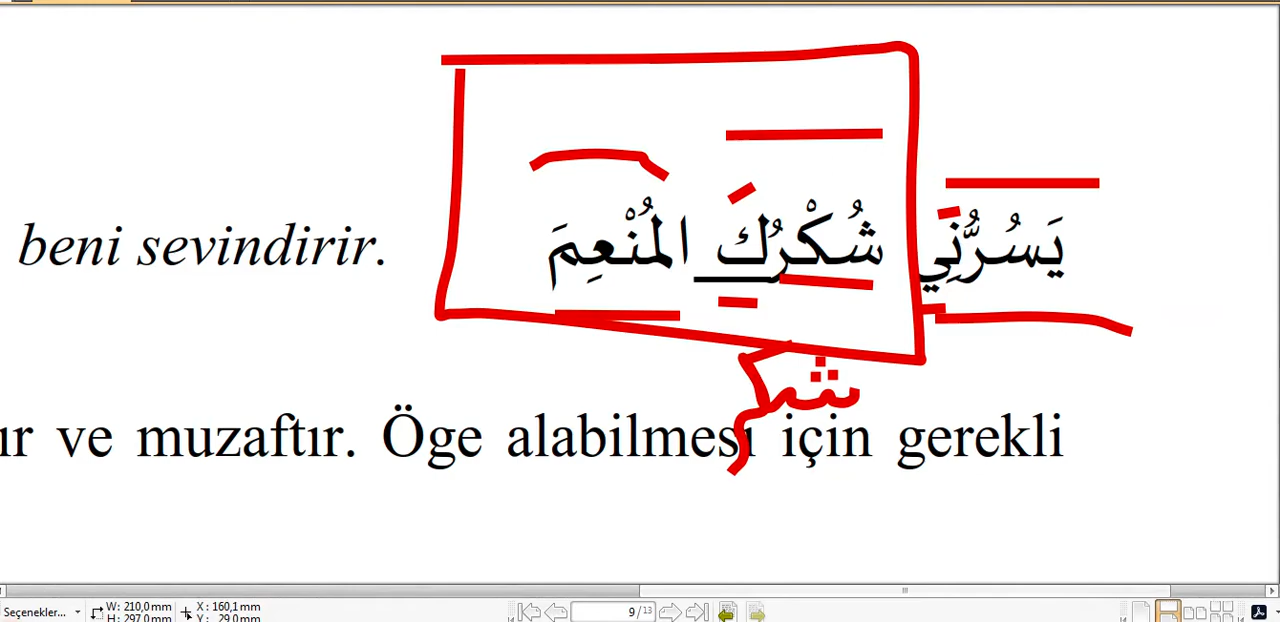 beni sevindirir. يَسُرُّنِي شُكْرُكَ المُنْعِمَ
شكر
ır ve muzaftır. Öge alabilmesi için gerekli
Seçenekler... W: 210,0 mm X: 160,1 mm 9 / 13
H: 297,0 mm Y: 29,0 mm